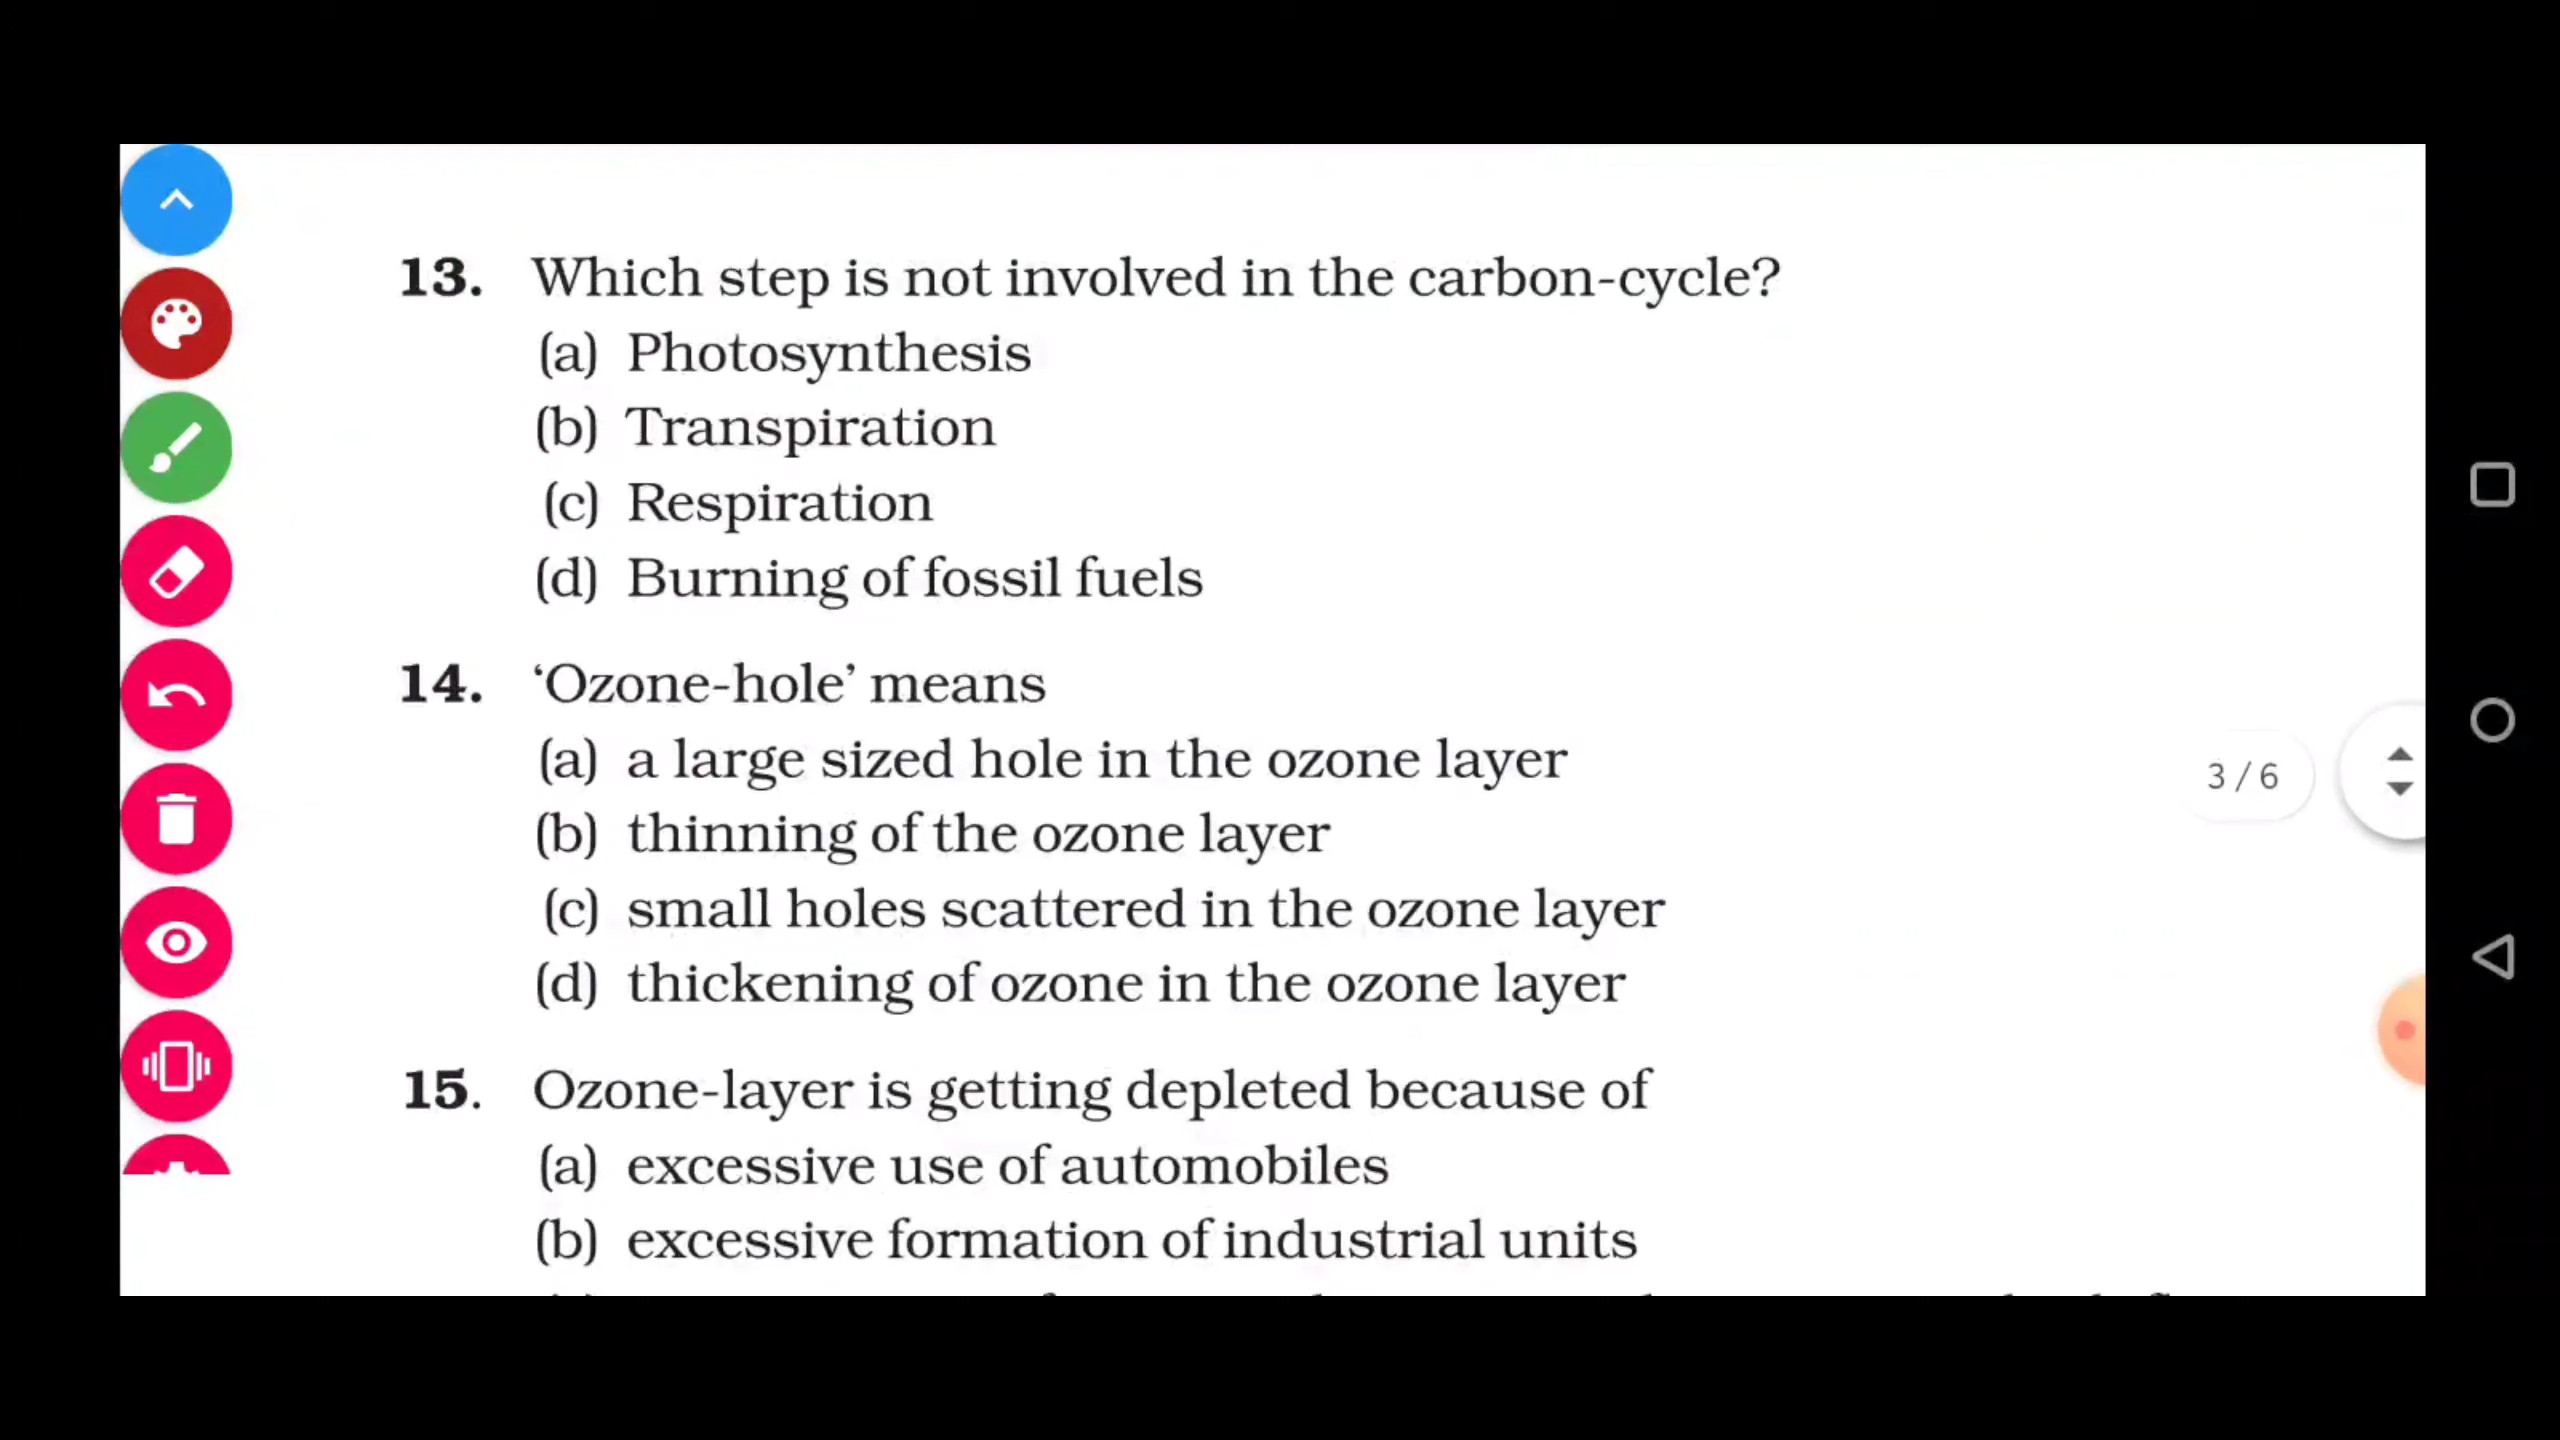 13. Which step is not involved in the carbon-cycle?
(a) Photosynthesis
(b) Transpiration
(c) Respiration
(d) Burning of fossil fuels
14. ‘Ozone-hole’ means
(a) a large sized hole in the ozone layer
(b) thinning of the ozone layer
(c) small holes scattered in the ozone layer
(d) thickening of ozone in the ozone layer
3 / 6
15. Ozone-layer is getting depleted because of
(a) excessive use of automobiles
(b) excessive formation of industrial units